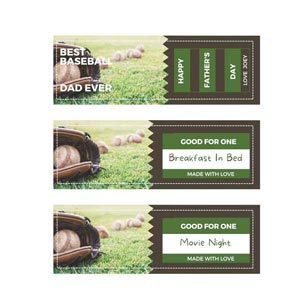 BEST
BASEBALL
DAD EVER
HAPPY
FATHER'S
DAY
LOVE JOEY
GOOD FOR ONE
Breakfast In Bed
MADE WITH LOVE
GOOD FOR ONE
Movie Night
MADE WITH LOVE